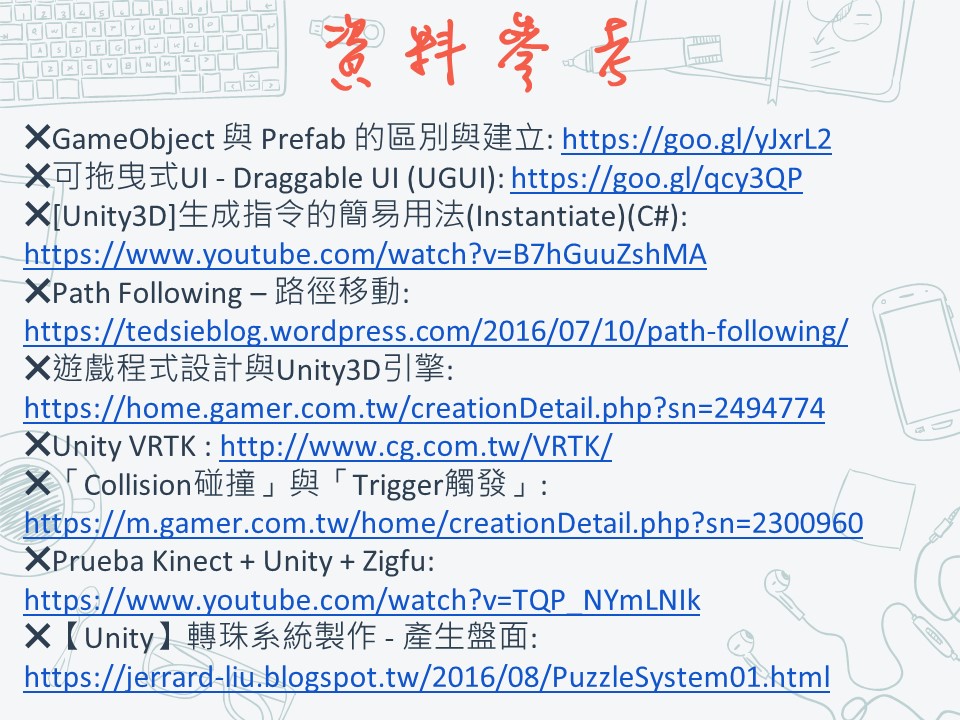 資料參考
✕GameObject 與 Prefab 的區別與建立: https://goo.gl/yJxrL2
✕可拖曳式UI - Draggable UI (UGUI): https://goo.gl/qcy3QP
✕[Unity3D]生成指令的簡易用法(Instantiate)(C#):
https://www.youtube.com/watch?v=B7hGuuZshMA
✕Path Following – 路徑移動:
https://tedsieblog.wordpress.com/2016/07/10/path-following/
✕遊戲程式設計與Unity3D引擎:
https://home.gamer.com.tw/creationDetail.php?sn=2494774
✕Unity VRTK : http://www.cg.com.tw/VRTK/
✕「Collision碰撞」與「Trigger觸發」:
https://m.gamer.com.tw/home/creationDetail.php?sn=2300960
✕Prueba Kinect + Unity + Zigfu:
https://www.youtube.com/watch?v=TQP_NYmLNIk
✕【Unity】轉珠系統製作 - 產生盤面:
https://jerrard-liu.blogspot.tw/2016/08/PuzzleSystem01.html